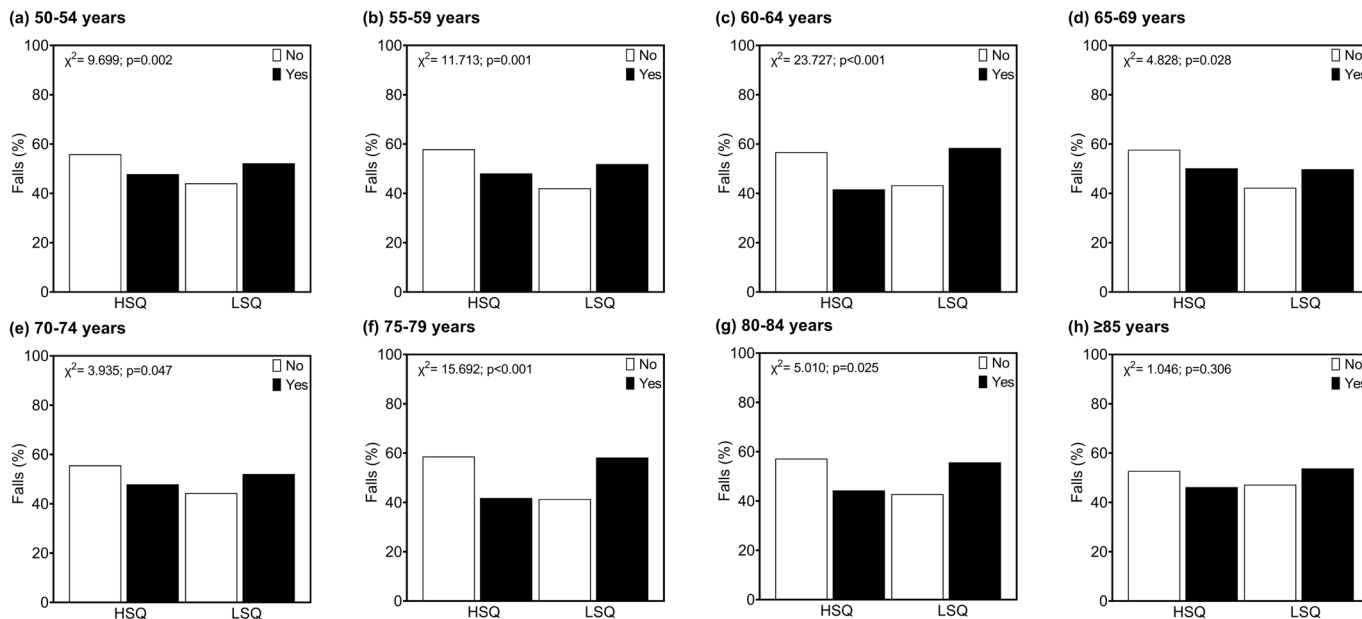 (a) 50-54 years
χ²= 9.699; p=0.002
No
Yes
Falls (%)
100
80
60
40
20
0
HSQ LSQ
(b) 55-59 years
χ²= 11.713; p=0.001
No
Yes
Falls (%)
100
80
60
40
20
0
HSQ LSQ
(c) 60-64 years
χ²= 23.727; p<0.001
No
Yes
Falls (%)
100
80
60
40
20
0
HSQ LSQ
(d) 65-69 years
χ²= 4.828; p=0.028
No
Yes
Falls (%)
100
80
60
40
20
0
HSQ LSQ
(e) 70-74 years
χ²= 3.935; p=0.047
No
Yes
Falls (%)
100
80
60
40
20
0
HSQ LSQ
(f) 75-79 years
χ²= 15.692; p<0.001
No
Yes
Falls (%)
100
80
60
40
20
0
HSQ LSQ
(g) 80-84 years
χ²= 5.010; p=0.025
No
Yes
Falls (%)
100
80
60
40
20
0
HSQ LSQ
(h) ≥85 years
χ²= 1.046; p=0.306
No
Yes
Falls (%)
100
80
60
40
20
0
HSQ LSQ